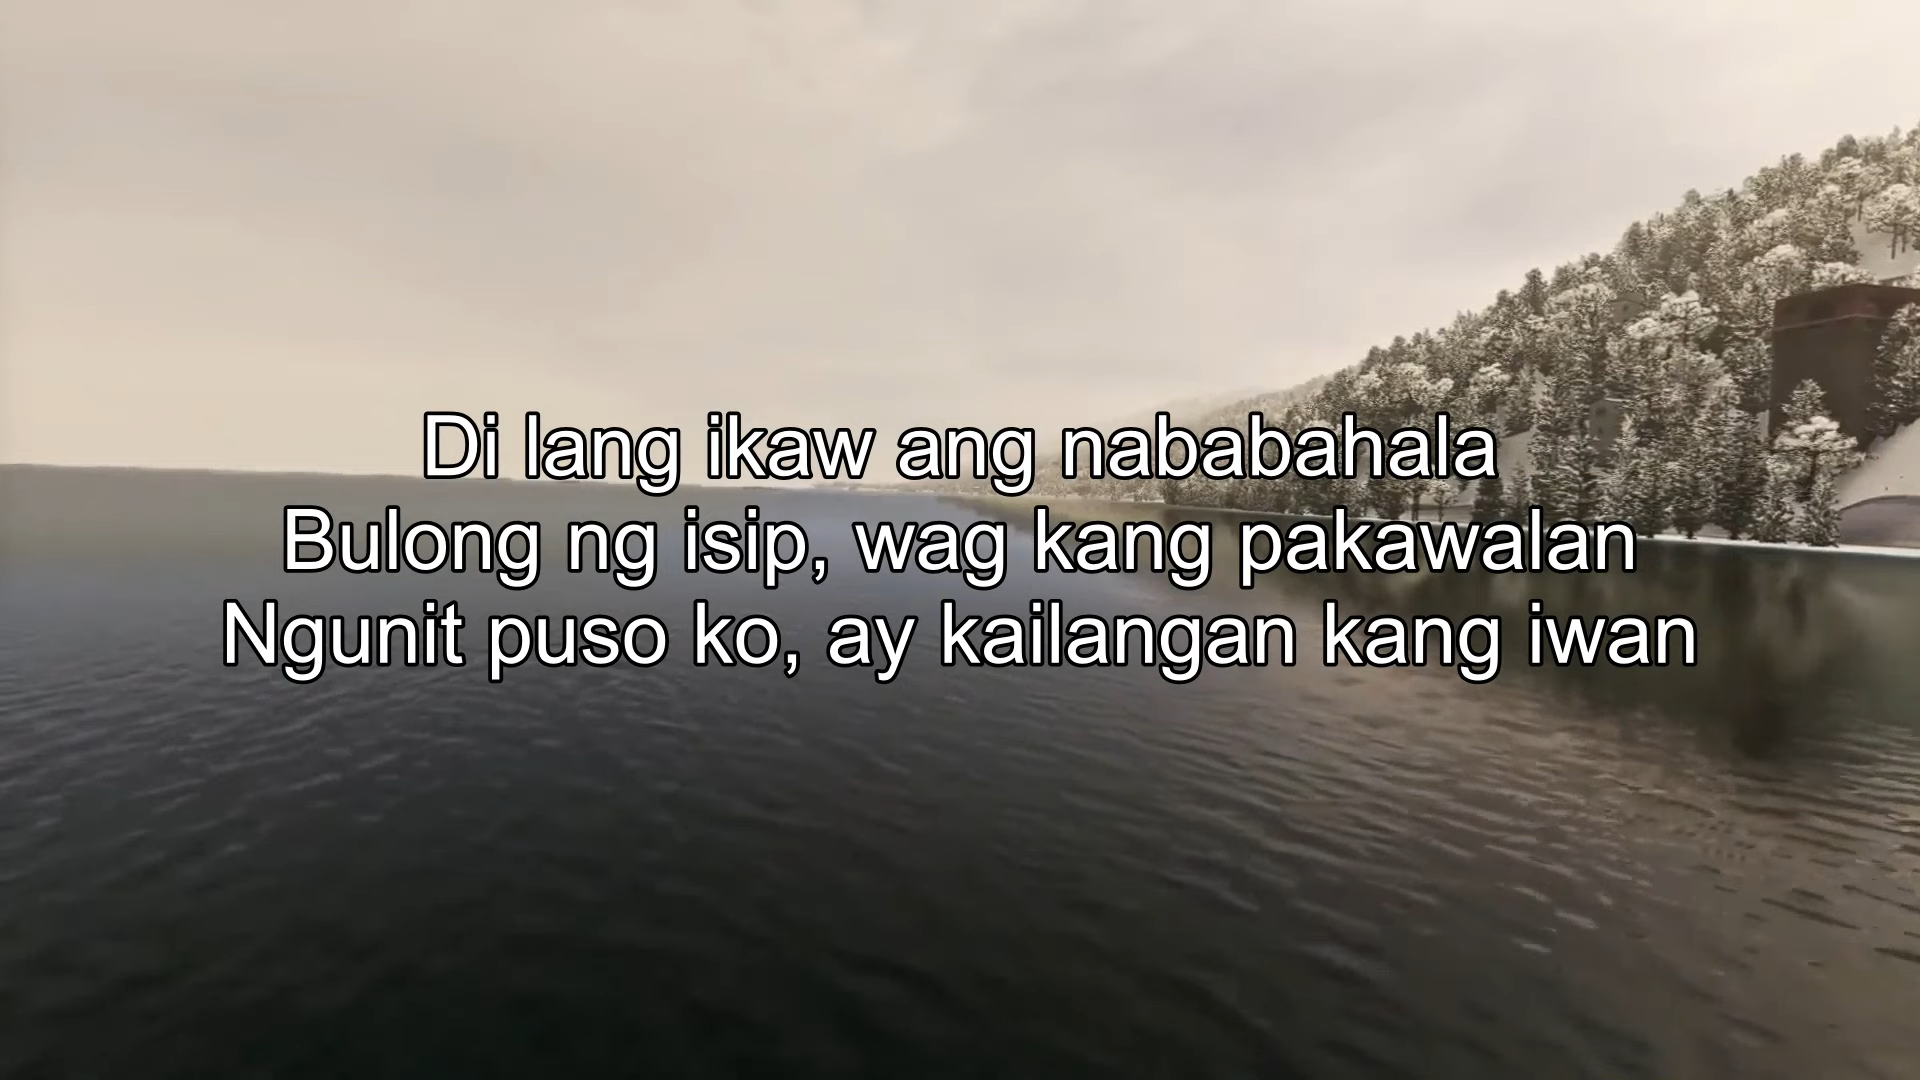 Di lang ikaw ang nababahala
Bulong ng isip, wag kang pakawalan
Ngunit puso ko, ay kailangan kang iwan